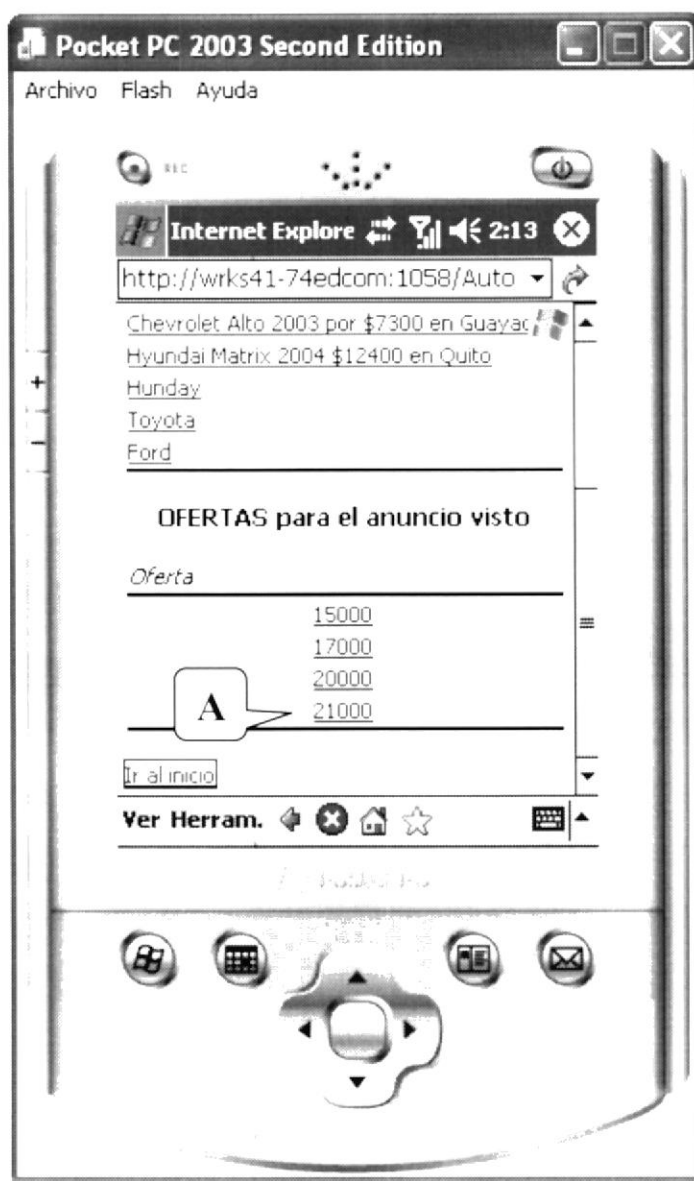 Pocket PC 2003 Second Edition
Archivo Flash Ayuda
REC
Internet Explore 2:13
http://wrks41-74edcom:1058/Auto
Chevrolet Alto 2003 por $7300 en Guayaq
Hyundai Matrix 2004 $12400 en Quito
Hunday
Toyota
Ford
OFERTAS para el anuncio visto
Oferta
15000
17000
20000
A 21000
Ir al inicio
Ver Herram.